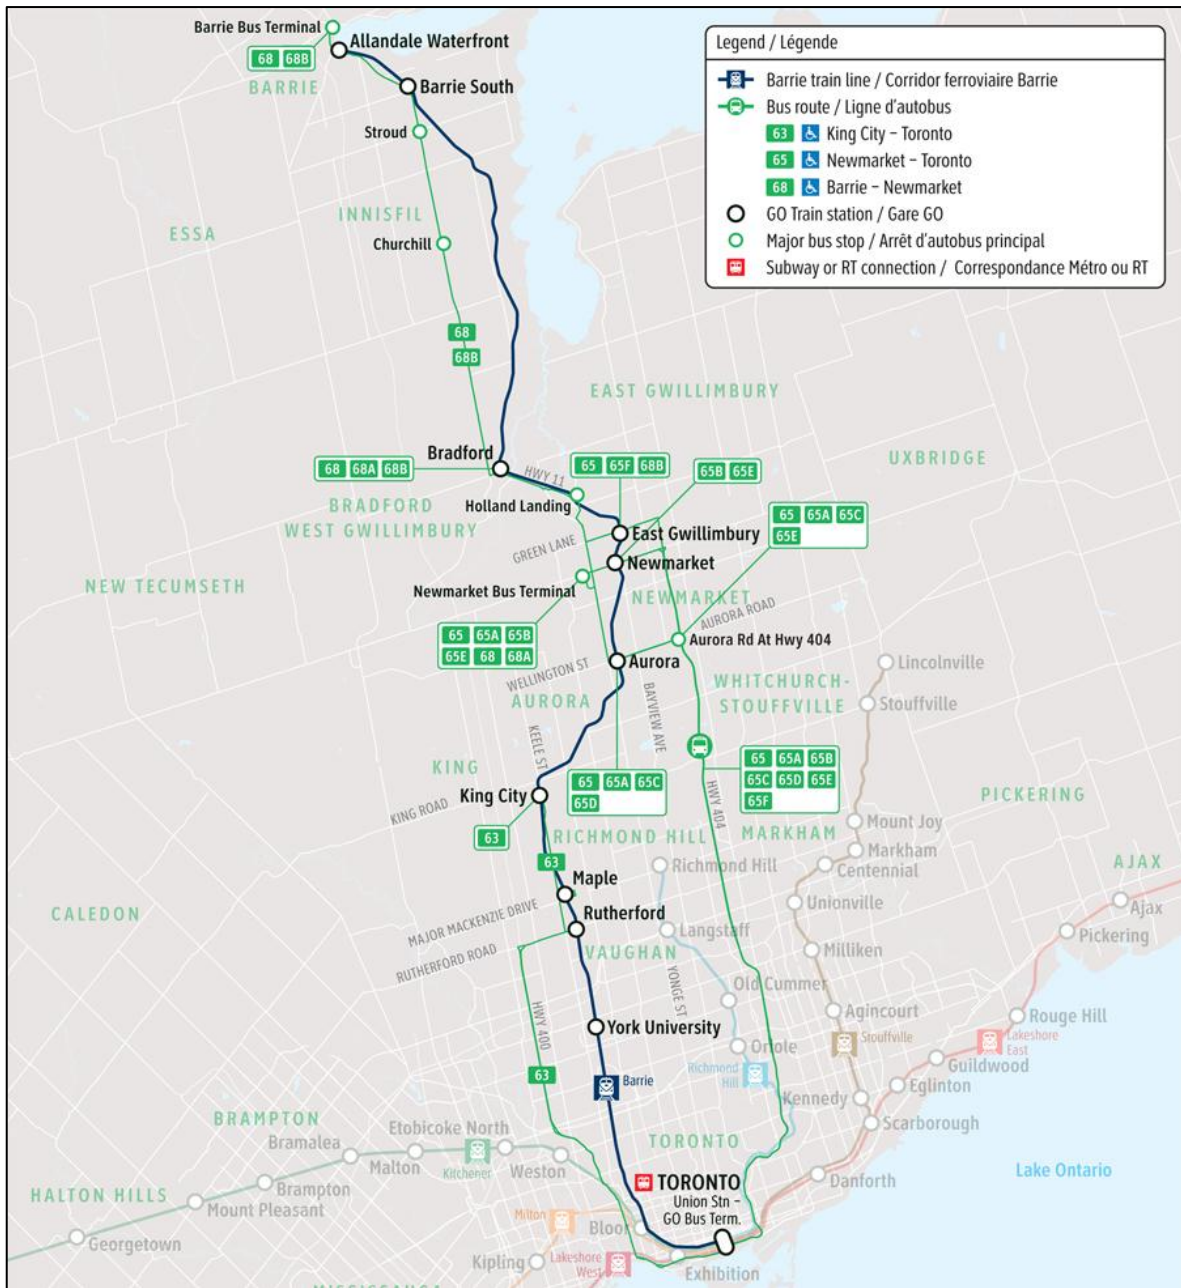 Barrie Bus Terminal
Allandale Waterfront
68 68B
BARRIE
Barrie South
Stroud
INNISFIL
ESSA
Churchill
68
68B
Legend / Légende
Barrie train line / Corridor ferroviaire Barrie
Bus route / Ligne d'autobus
63 King City – Toronto
65 Newmarket – Toronto
68 Barrie – Newmarket
GO Train station / Gare GO
Major bus stop / Arrêt d'autobus principal
Subway or RT connection / Correspondance Métro ou RT
EAST GWILLIMBURY
UXBRIDGE
Bradford
68 68A 68B
HWY 11
65 65F 68B
65B 65E
BRADFORD
WEST GWILLIMBURY
Holland Landing
65 65A 65C
65E
GREEN LANE
East Gwillimbury
Newmarket
NEW TECUMSETH
Newmarket Bus Terminal
NEWMARKET
AURORA ROAD
65 65A 65B
65E 68 68A
Aurora Rd At Hwy 404
WELLINGTON ST
Aurora
AURORA
BAYVIEW AVE
WHITCHURCH-
STOUFFVILLE
Lincolnville
Stouffville
KEELE ST
KING
King City
KING ROAD
63
65 65A 65C
65D
HWY 404
65 65A 65B
65C 65D 65E
65F
RICHMOND HILL
MARKHAM
PICKERING
AJAX
Mount Joy
Markham
Centennial
Richmond Hill
63
Maple
Unionville
CALEDON
MAJOR MACKENZIE DRIVE
Rutherford
RUTHERFORD ROAD
VAUGHAN
Langstaff
Milliken
Ajax
Pickering
YONGE ST
Old Cummer
HWY 400
York University
Agincourt
Rouge Hill
Oriole
Stouffville
Lakeshore
East
Guildwood
63
Barrie
Richmond
Hill
Kennedy
Eglinton
Scarborough
BRAMPTON
Bramalea
Etobicoke North
Malton
Kitchener
Weston
TORONTO
Danforth
Lake Ontario
HALTON HILLS
Brampton
Mount Pleasant
Georgetown
TORONTO
Union Stn –
GO Bus Term.
Milton
Bloor
Kipling
Lakeshore
West
Exhibition
MISSISSAUGA